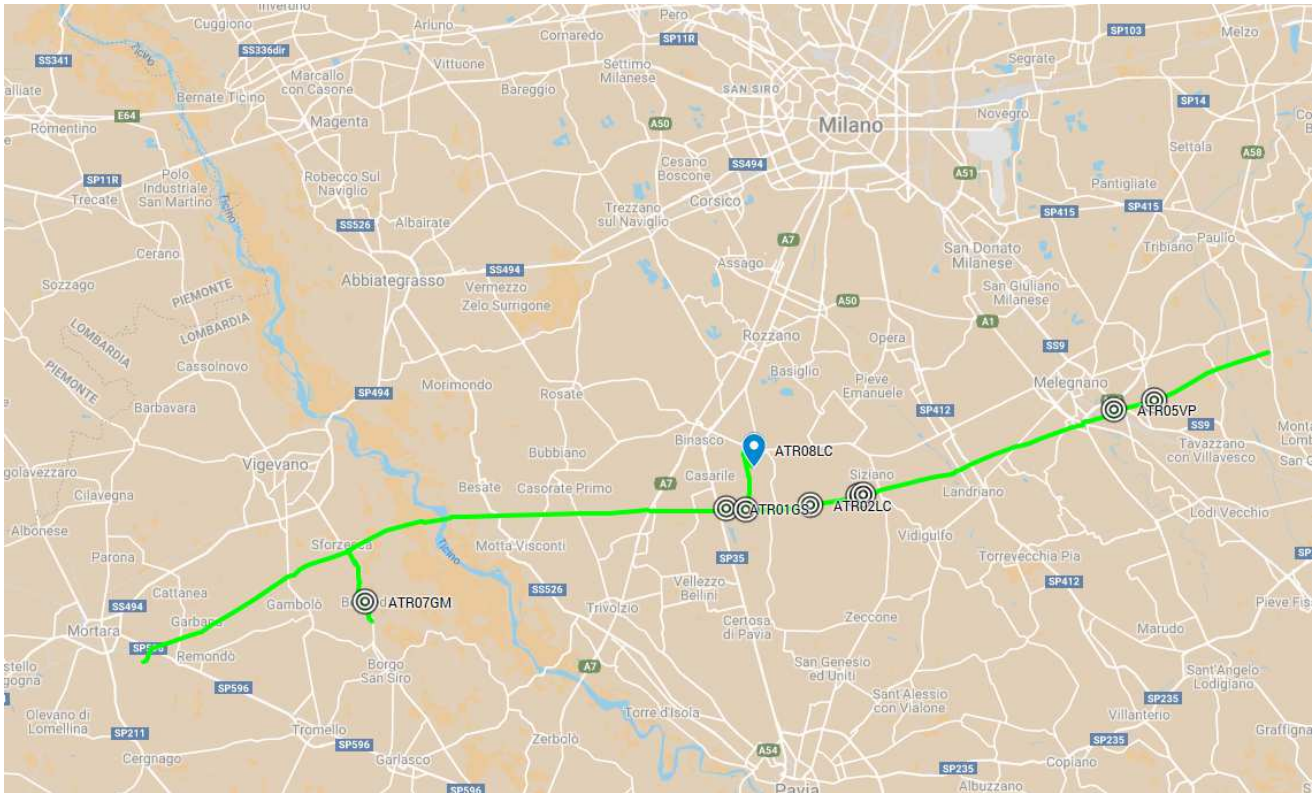 Inveruno
Cuggiono
Arluno
Pero
Cornaredo
SP11R
SP103
Melzo
SS341
Ticino
SS336dir
Marcallo
con Casone
Vittuone
Settimo
Milanese
Segrate
Bareggio
SAN SIRO
Bernate Ticino
SP14
E64
Romentino
Magenta
A50
Milano
Novegro
Settala
A58
Cesano
Boscone
SS494
A51
SP11R
Trecate
Polo
Industriale
San Martino
Robecco Sul
Naviglio
Corsico
Pantigliate
Ticino
SS526
Albairate
Trezzano
sul Naviglio
SP415
SP415
Cerano
A7
San Donato
Milanese
Tribiano
Paullo
Assago
Sozzago
PIEMONTE
LOMBARDIA
Abbiategrasso
SS494
Vermezzo
Zelo Surrigone
San Giuliano
Milanese
A50
A1
LOMBARDIA
PIEMONTE
Rozzano
Opera
SS9
Cassolnovo
Basiglio
Pieve
Emanuele
Melegnano
SP494
Morimondo
Rosate
Barbavara
SP412
ATR05VP
SS9
Binasco
Tavazzano
con Villavesco
Bubbiano
ATR08LC
Vigevano
Casarile
Siziano
Cilavegna
Besate
Casorate Primo
A7
Landriano
ATR01GS
ATR02LC
Lodi Vecchio
Albonese
Vidigulfo
Parona
Sforzesca
Ticino
Motta Visconti
SP35
Torrevecchia Pia
Vellezzo
Bellini
SP412
Cattanea
SS494
Gambolò
SS526
Trivolzio
ATR07GM
Pieve Fis
Mortara
Certosa
di Pavia
Zeccone
Marudo
Remondò
Borgo
San Siro
A7
San Genesio
ed Uniti
Sant'Angelo
Lodigiano
SP596
Sant'Alessio
con Vialone
SP235
Olevano di
Lomellina
Torre d'Isola
Villanterio
SP211
Tromello
Graffigna
SP596
Zerbolò
SP235
Cergnago
Garlasco
A54
Copiano
SP235
SP596
Pavia
Albuzzano